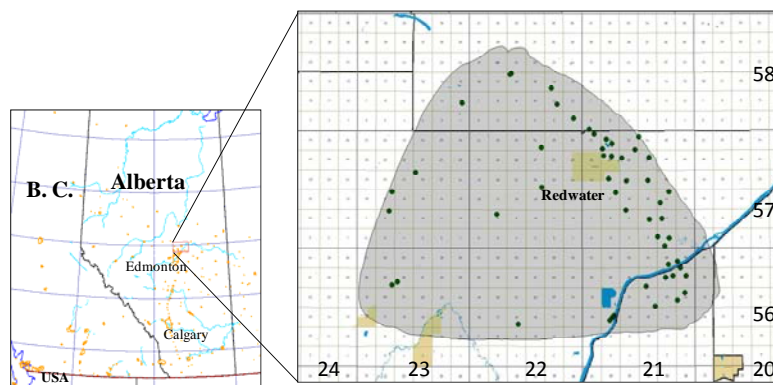 B. C.
Alberta
Edmonton
Calgary
USA
Redwater
58
57
56
24
23
22
21
20